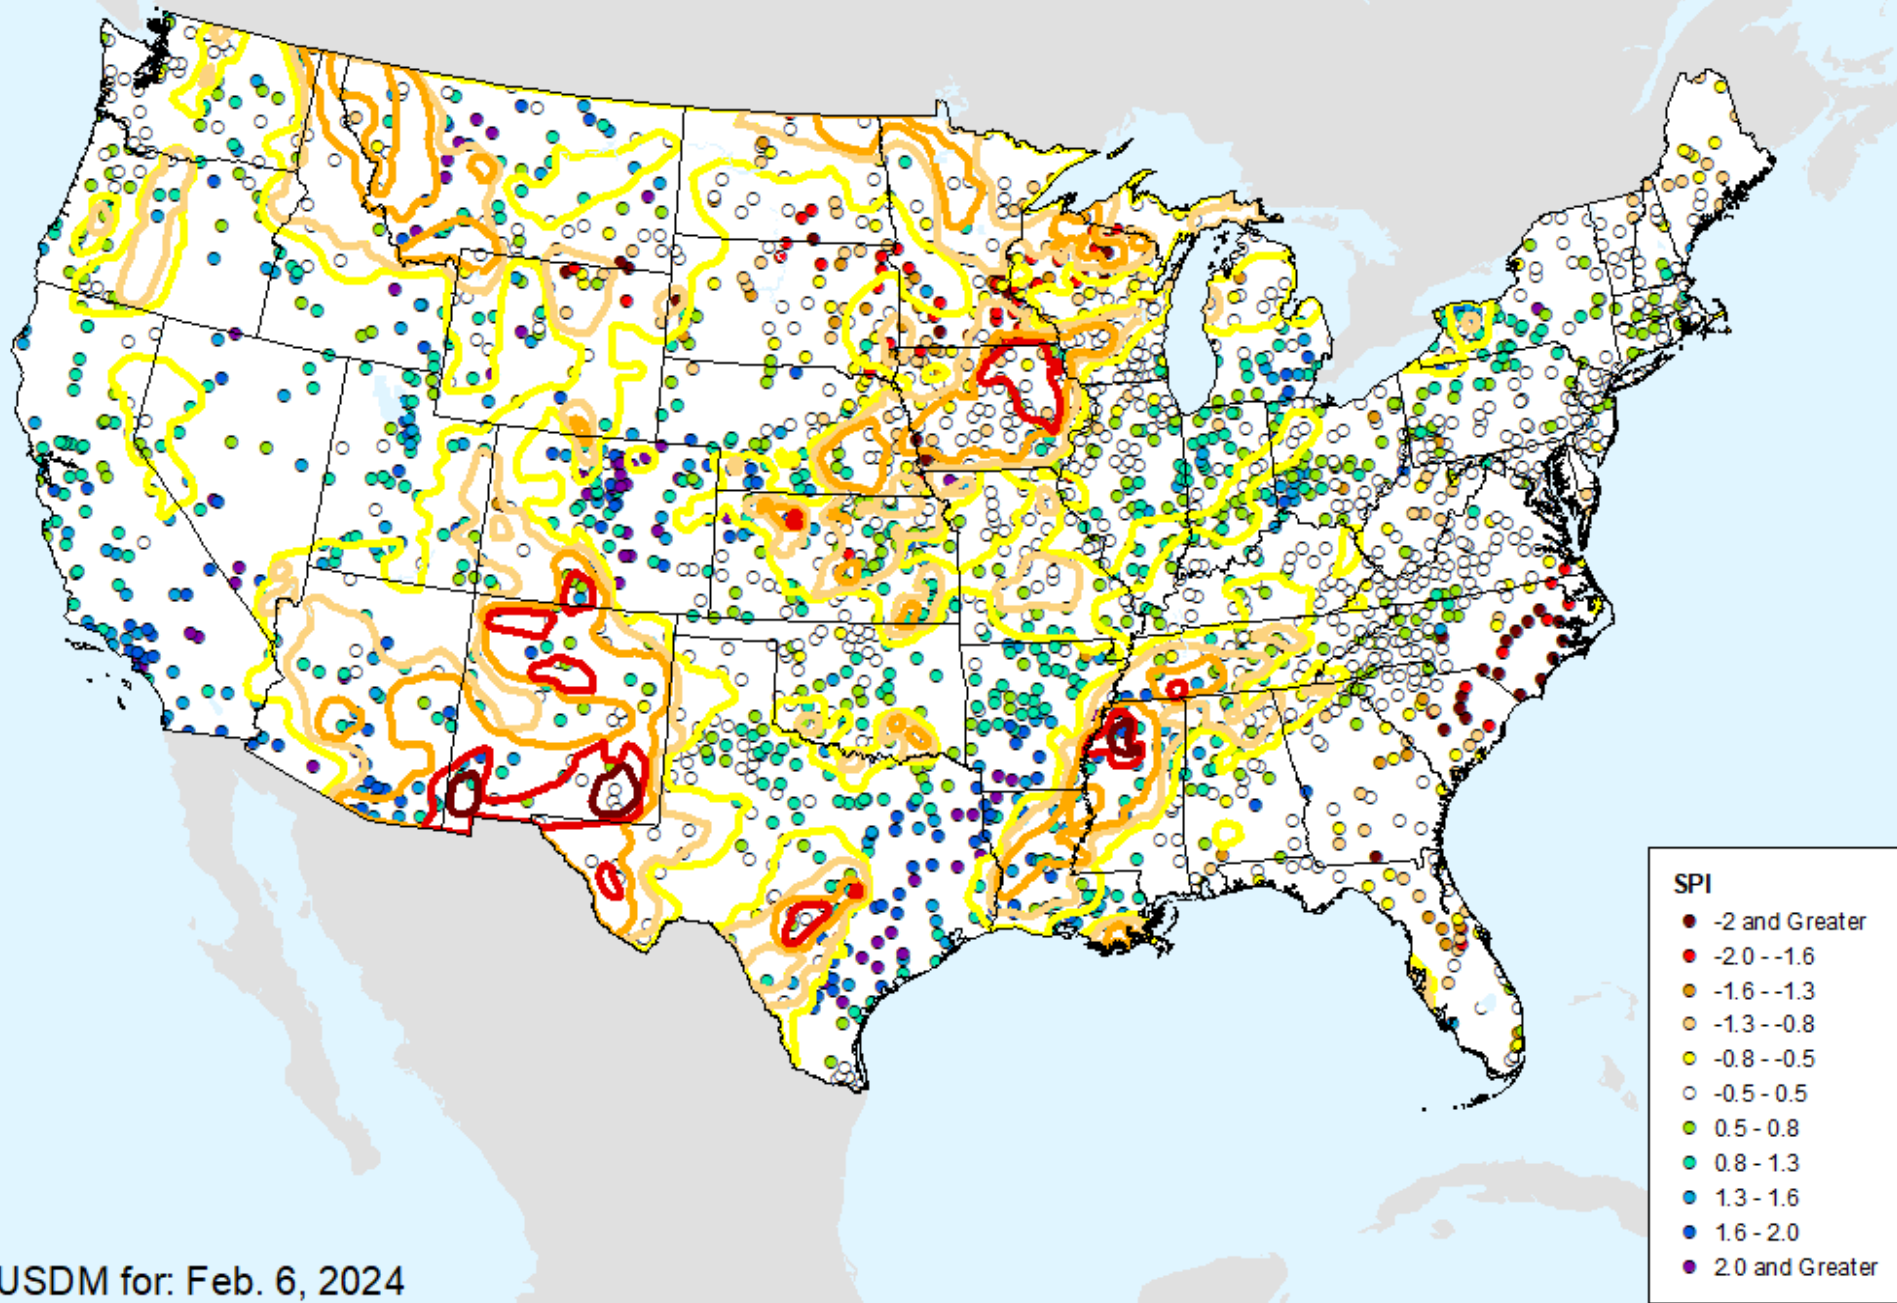 SPI
-2 and Greater
-2.0 - -1.6
-1.6 - -1.3
-1.3 - -0.8
-0.8 - -0.5
-0.5 - 0.5
0.5 - 0.8
0.8 - 1.3
1.3 - 1.6
1.6 - 2.0
2.0 and Greater
USDM for: Feb. 6, 2024